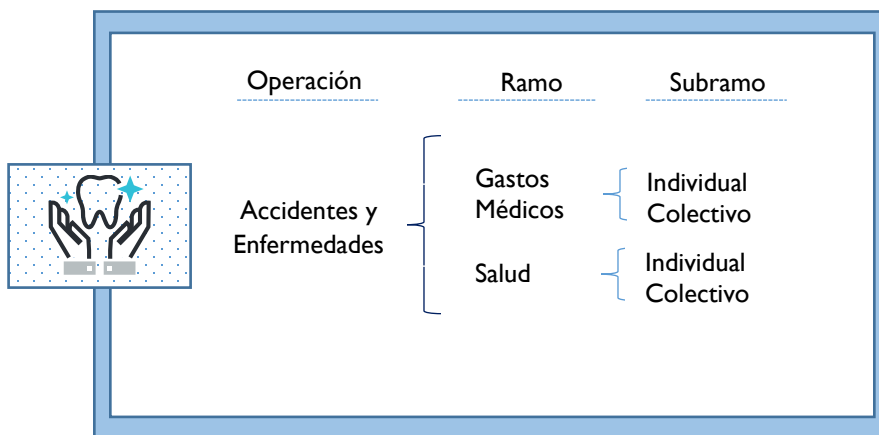 Operación
Ramo
Subramo
Accidentes y
Enfermedades
Gastos
Médicos
Individual
Colectivo
Salud
Individual
Colectivo